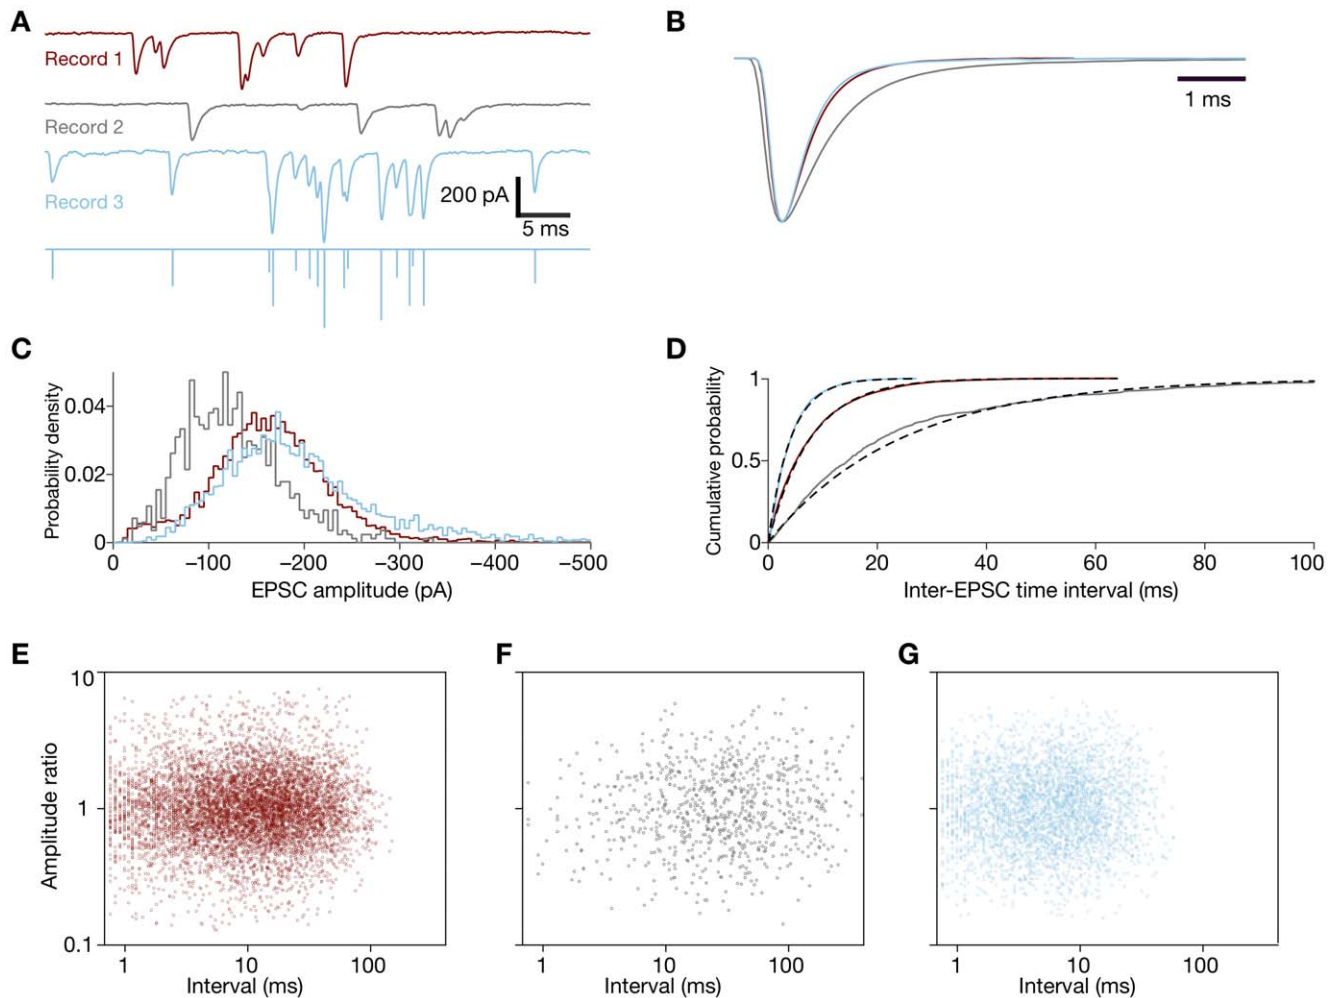 A
B
Record 1
Record 2
Record 3
200 pA
5 ms
1 ms
C
D
Probability density
0.04
0.02
0
0
–100
–200
–300
–400
–500
EPSC amplitude (pA)
Cumulative probability
1
0.5
0
0
20
40
60
80
100
Inter-EPSC time interval (ms)
E
F
G
Amplitude ratio
10
1
0.1
1
10
100
Interval (ms)
1
10
100
Interval (ms)
1
10
100
Interval (ms)